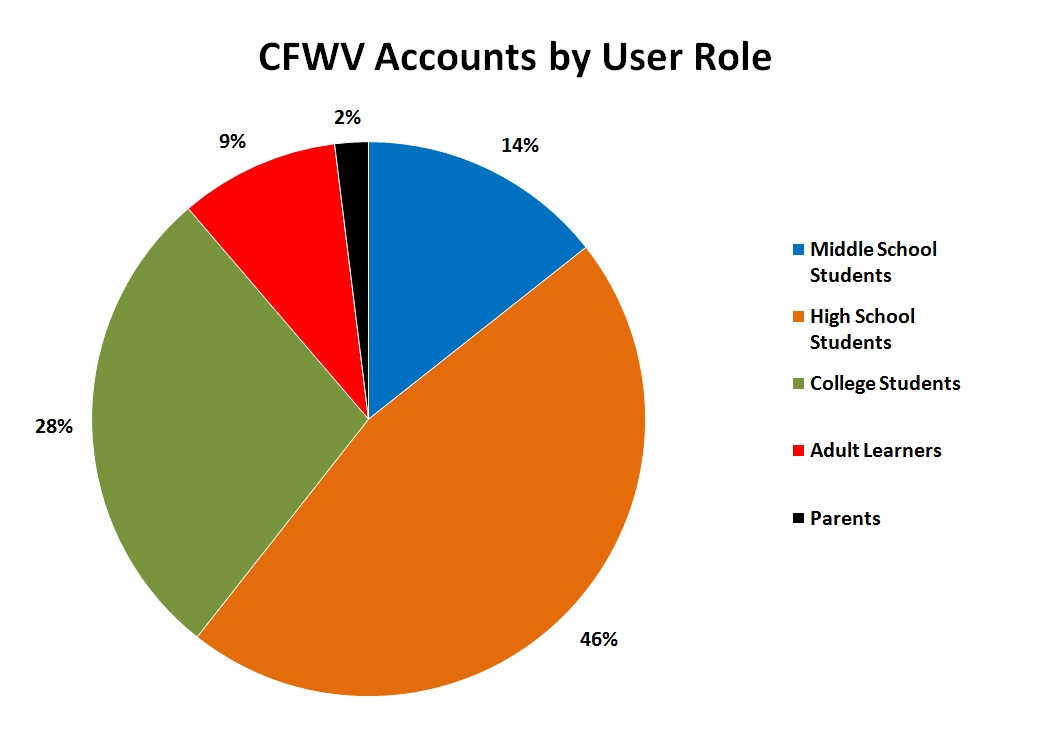 CFWV Accounts by User Role
2%
9%
14%
28%
46%
Middle School
Students
High School
Students
College Students
Adult Learners
Parents